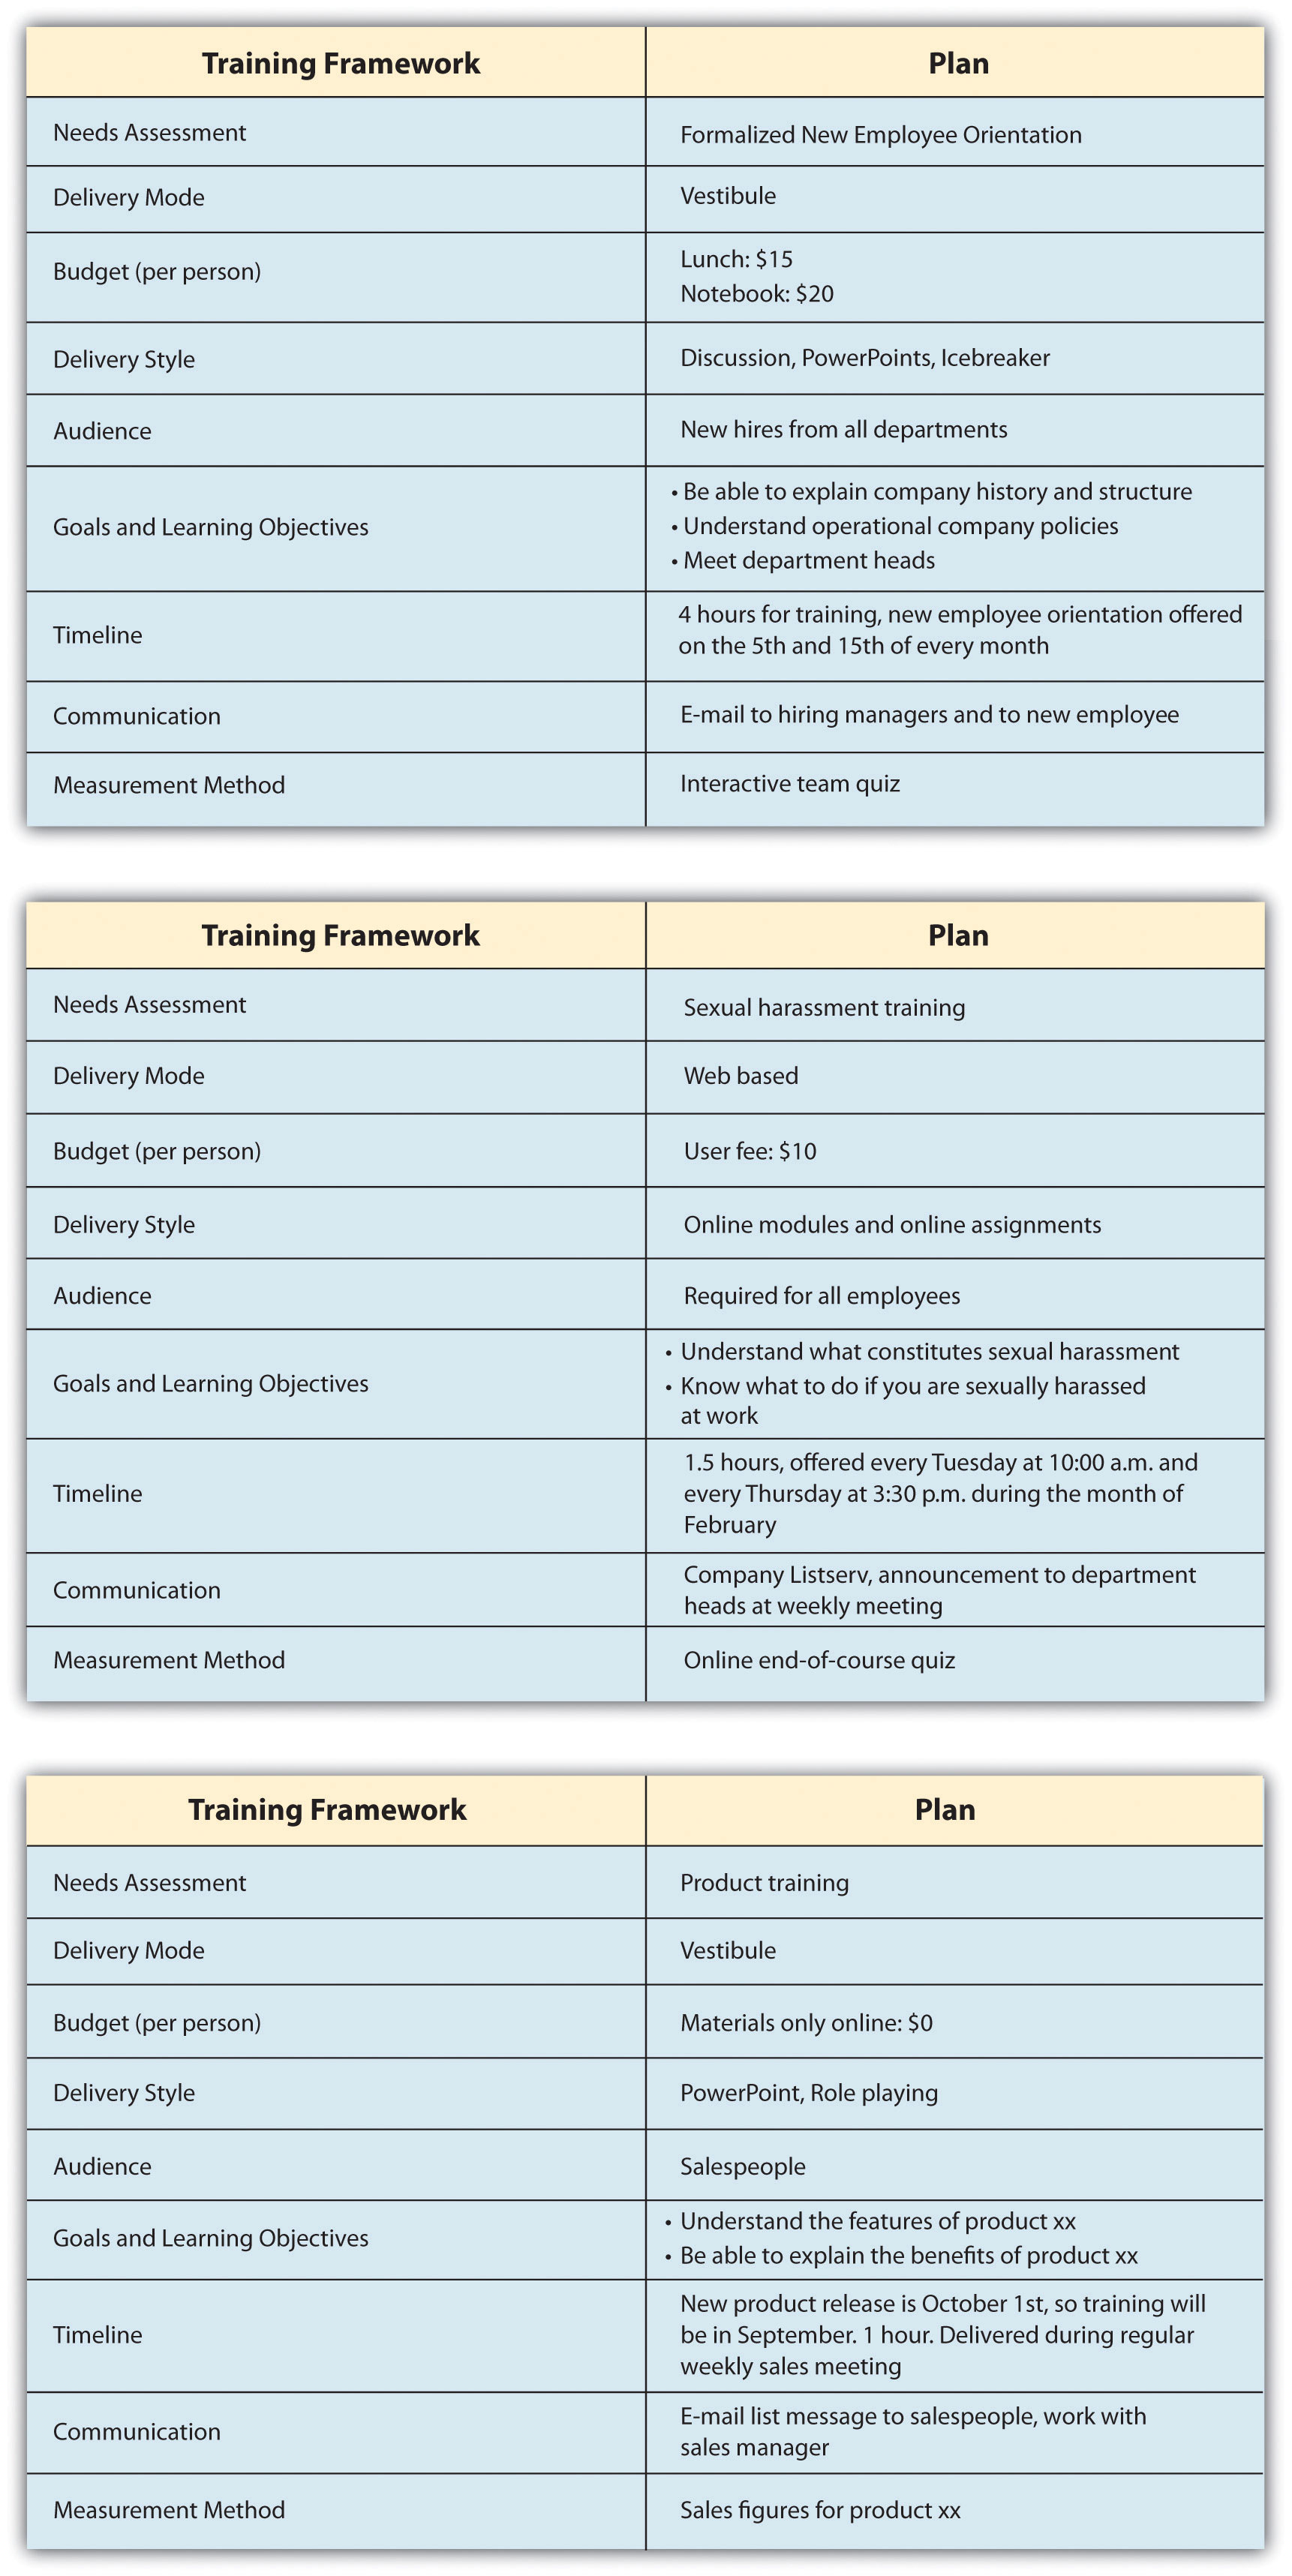 Training Framework Plan
Needs Assessment Formalized New Employee Orientation
Delivery Mode Vestibule
Budget (per person) Lunch: $15
Notebook: $20
Delivery Style Discussion, PowerPoints, Icebreaker
Audience New hires from all departments
Goals and Learning Objectives
• Be able to explain company history and structure
• Understand operational company policies
• Meet department heads
Timeline
4 hours for training, new employee orientation offered
on the 5th and 15th of every month
Communication E-mail to hiring managers and to new employee
Measurement Method Interactive team quiz
Training Framework Plan
Needs Assessment Sexual harassment training
Delivery Mode Web based
Budget (per person) User fee: $10
Delivery Style Online modules and online assignments
Audience Required for all employees
Goals and Learning Objectives
• Understand what constitutes sexual harassment
• Know what to do if you are sexually harassed
at work
Timeline
1.5 hours, offered every Tuesday at 10:00 a.m. and
every Thursday at 3:30 p.m. during the month of
February
Communication
Company Listserv, announcement to department
heads at weekly meeting
Measurement Method Online end-of-course quiz
Training Framework Plan
Needs Assessment Product training
Delivery Mode Vestibule
Budget (per person) Materials only online: $0
Delivery Style PowerPoint, Role playing
Audience Salespeople
Goals and Learning Objectives
• Understand the features of product xx
• Be able to explain the benefits of product xx
Timeline
New product release is October 1st, so training will
be in September. 1 hour. Delivered during regular
weekly sales meeting
Communication
E-mail list message to salespeople, work with
sales manager
Measurement Method Sales figures for product xx